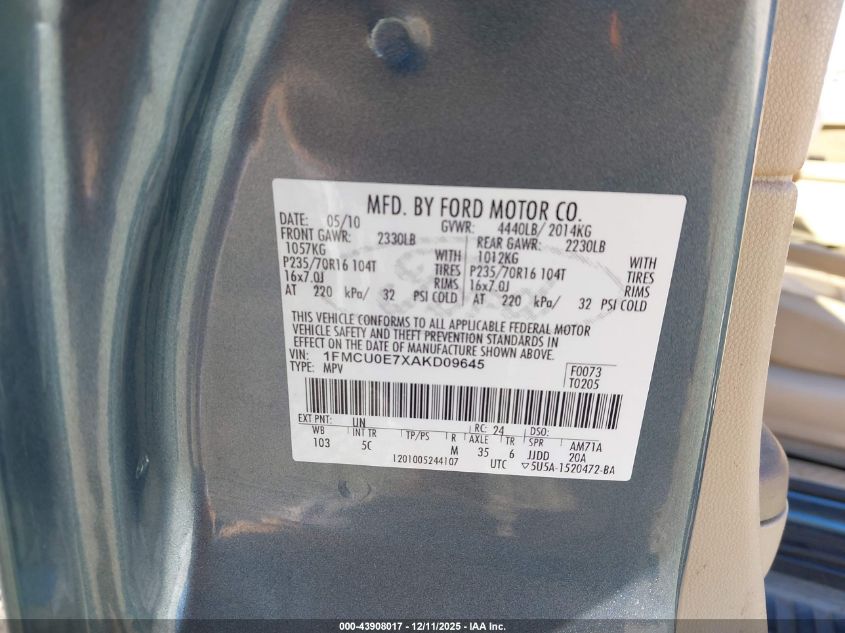 MFD. BY FORD MOTOR CO.
DATE: 05/10 GVWR: 4440LB/ 2014KG
FRONT GAWR: 2330LB REAR GAWR: 2230LB
1057KG WITH 1012KG WITH
P235/70R16 104T TIRES P235/70R16 104T TIRES
16x7.0J RIMS 16x7.0J RIMS
AT 220 kPa/ 32 PSI COLD AT 220 kPa/ 32 PSI COLD
THIS VEHICLE CONFORMS TO ALL APPLICABLE FEDERAL MOTOR
VEHICLE SAFETY AND THEFT PREVENTION STANDARDS IN
EFFECT ON THE DATE OF MANUFACTURE SHOWN ABOVE.
VIN: 1FMCU0E7XAKD09645 F0073
TYPE: MPV T0205
EXT PNT: LIN RC: 24 DSO:
WB INT TR TP/PS R AXLE TR SPR AM71A
103 5C M 35 6 JJDD 20A
1201005244107 UTC ▽5U5A-1520472-BA
000-43908017 - 12/11/2025 - IAA Inc.